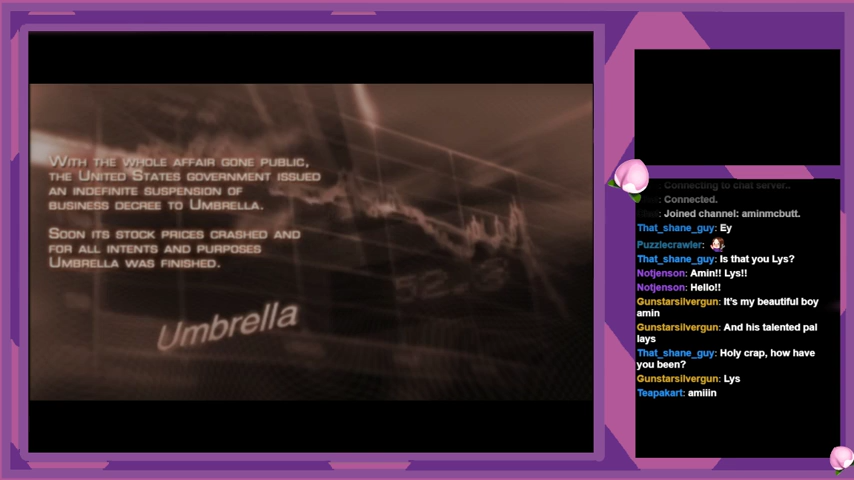 With the whole affair gone public,
the United States government issued
an indefinite suspension of
business decree to Umbrella.
Soon its stock prices crashed and
for all intents and purposes
Umbrella was finished.
Umbrella
: Connecting to chat server..
: Connected.
: Joined channel: aminmcbutt.
That_shane_guy: Ey
Puzzlecrawler:
That_shane_guy: Is that you Lys?
Notjenson: Amin!! Lys!!
Notjenson: Hello!!
Gunstarsilvergun: It's my beautiful boy
amin
Gunstarsilvergun: And his talented pal
lays
That_shane_guy: Holy crap, how have
you been?
Gunstarsilvergun: Lys
Teapakart: amiiin